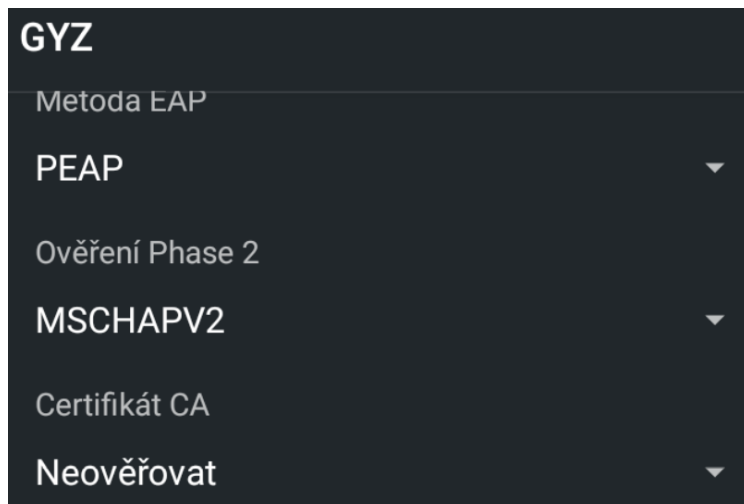 GYZ
Metoda EAP
PEAP
Ověření Phase 2
MSCHAPV2
Certifikát CA
Neověřovat